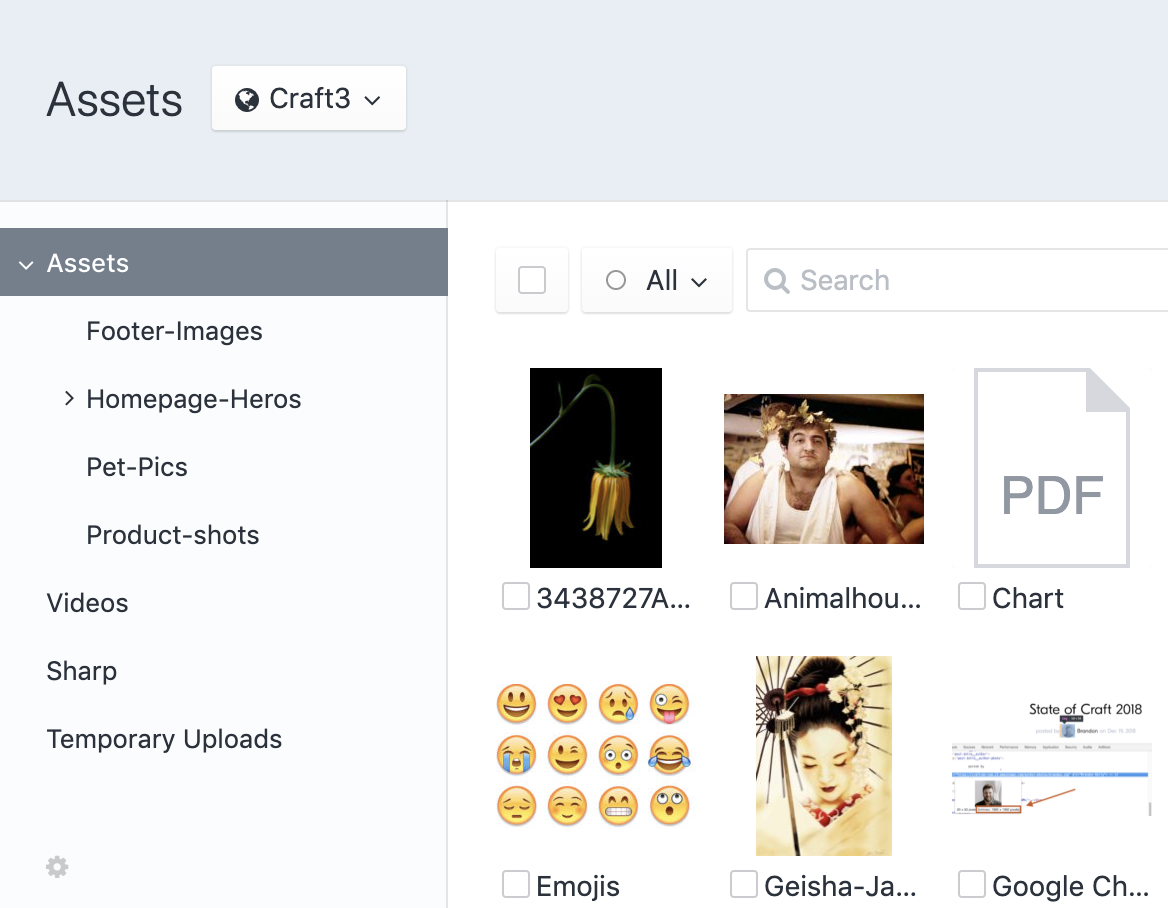 Assets
Craft3
Assets
Footer-Images
Homepage-Heros
Pet-Pics
Product-shots
Videos
Sharp
Temporary Uploads
All
Search
PDF
3438727A...
Animalhou...
Chart
State of Craft 2018
posted by Brandon on Dec 19, 2018
Emojis
Geisha-Ja...
Google Ch...